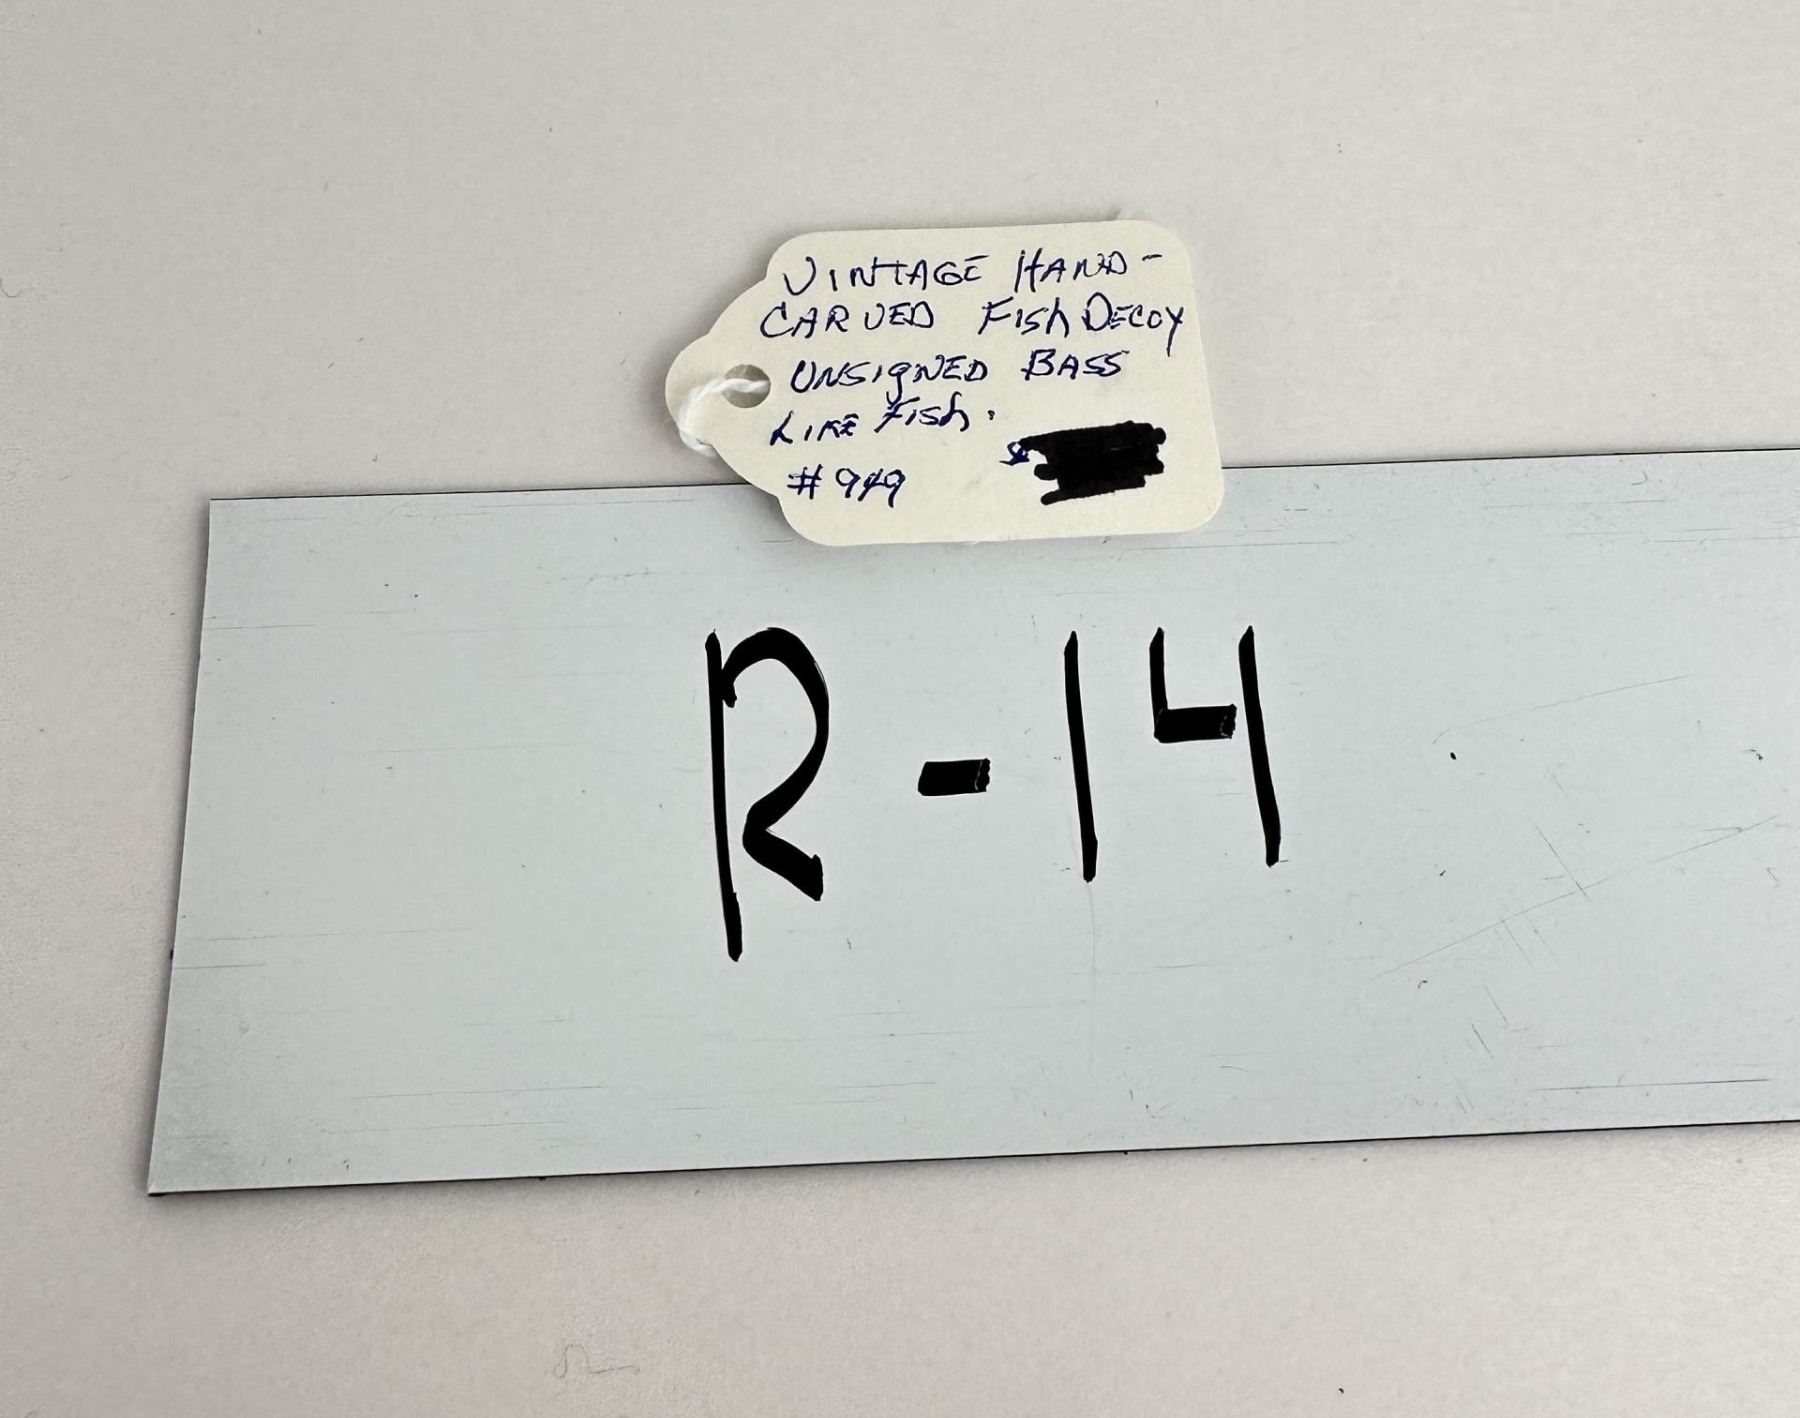 VINTAGE HAND-
CARVED FISH DECOY
UNSIGNED BASS
LIKE FISH.
#949
R-14